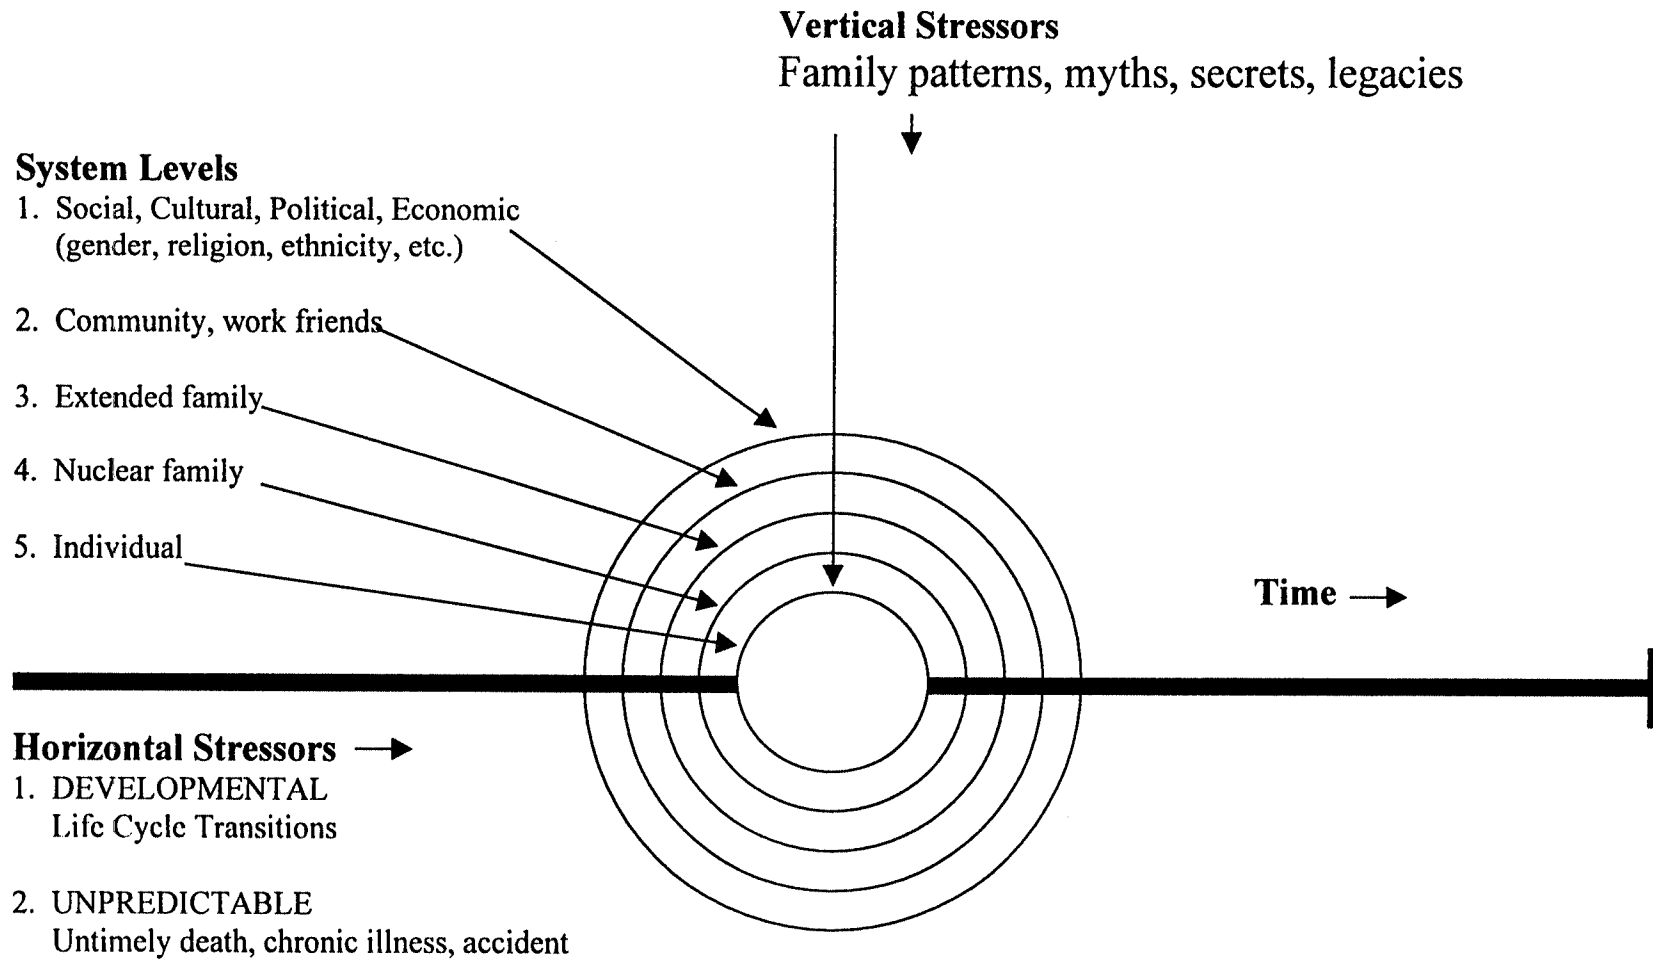 Vertical Stressors
Family patterns, myths, secrets, legacies
System Levels
1. Social, Cultural, Political, Economic
(gender, religion, ethnicity, etc.)
2. Community, work friends
3. Extended family
4. Nuclear family
5. Individual
Time
Horizontal Stressors
1. DEVELOPMENTAL
Life Cycle Transitions
2. UNPREDICTABLE
Untimely death, chronic illness, accident